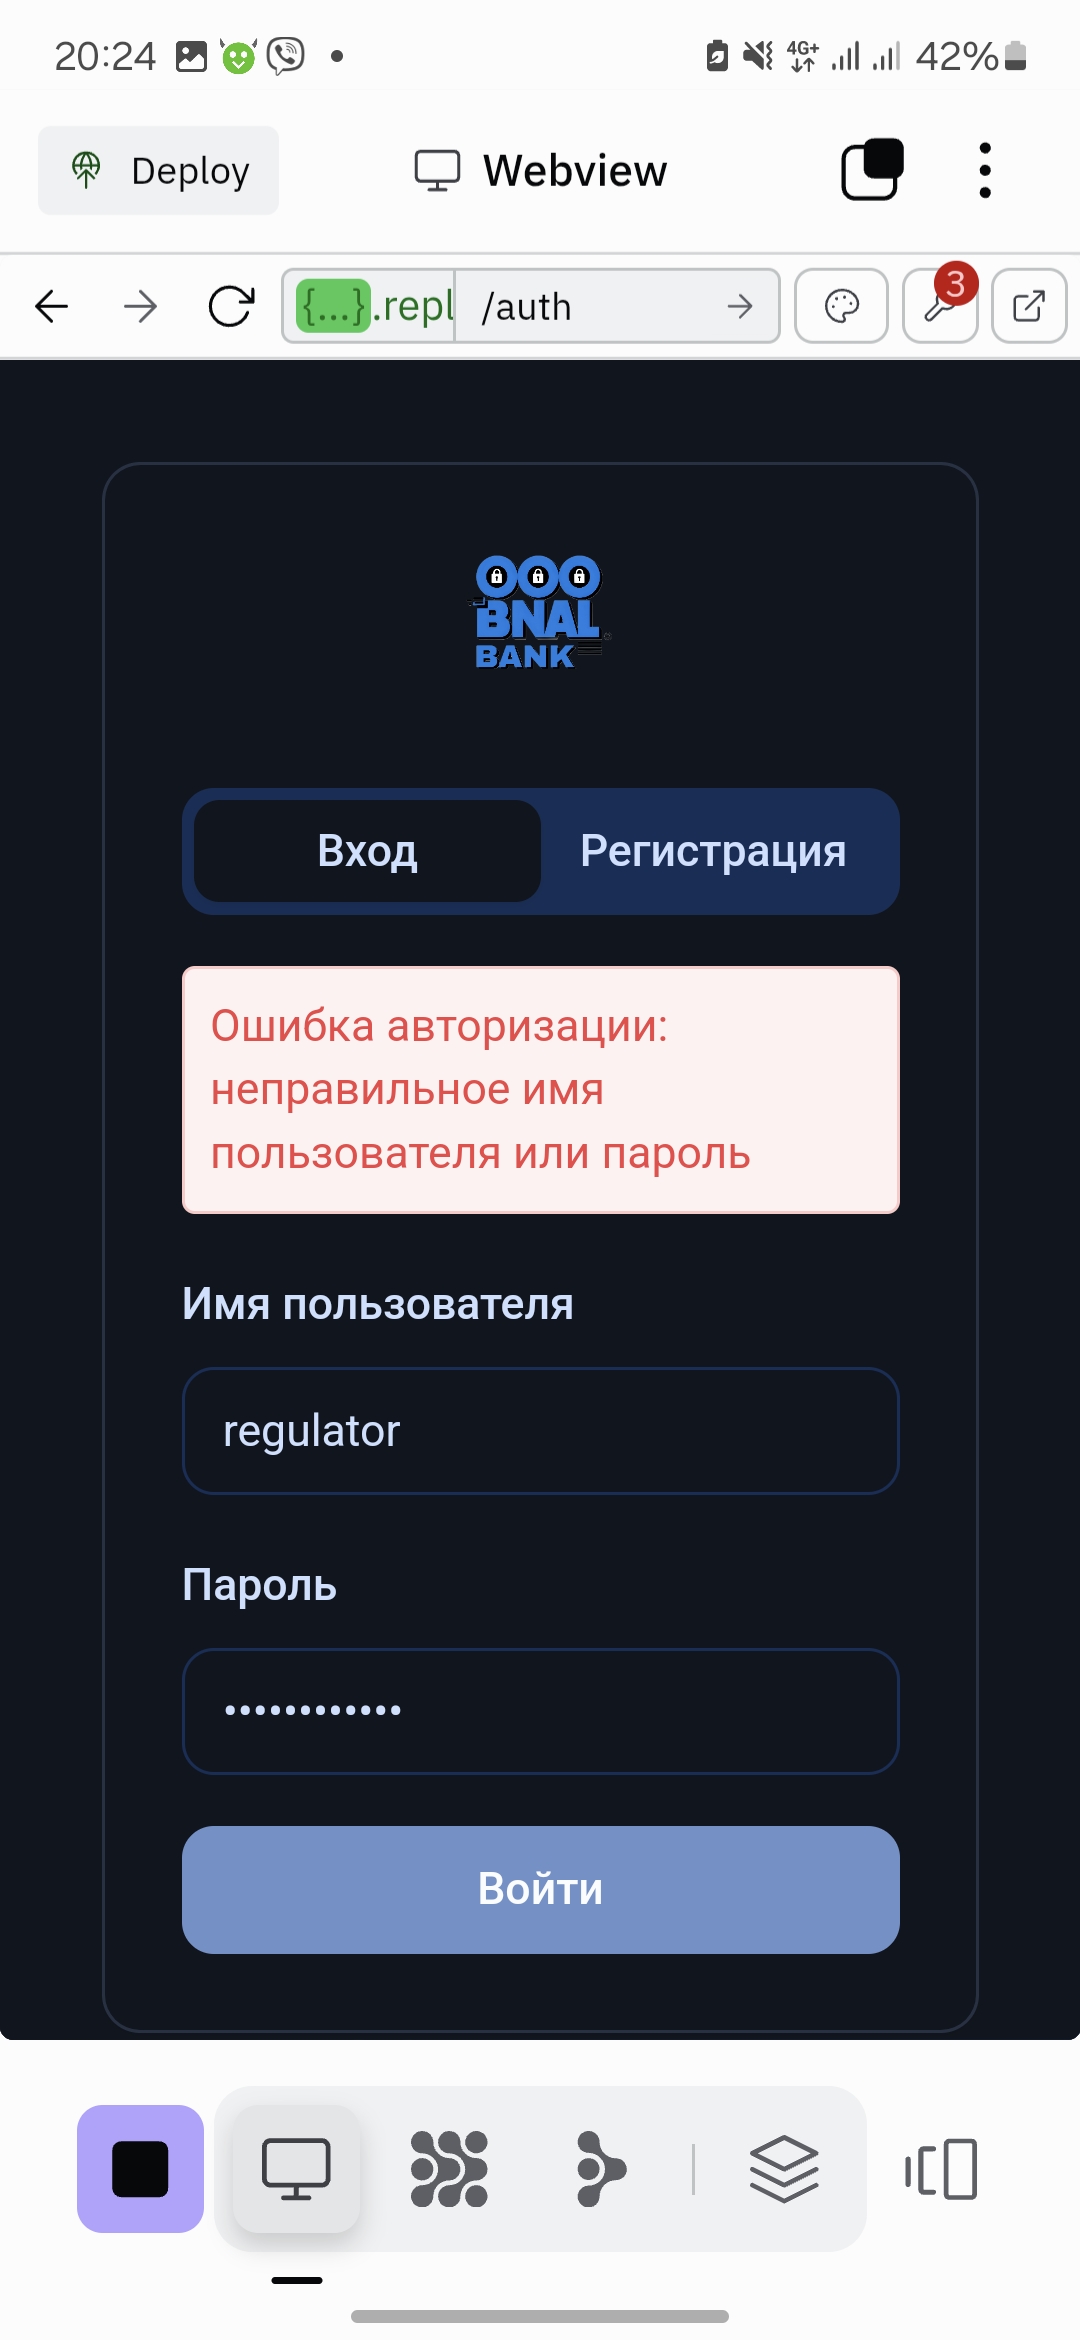 20:24
4G+
42%
Deploy
Webview
{...}.repl
/auth
3
BNAL
BANK
Вход
Регистрация
Ошибка авторизации:
неправильное имя
пользователя или пароль
Имя пользователя
regulator
Пароль
••••••••••••
Войти